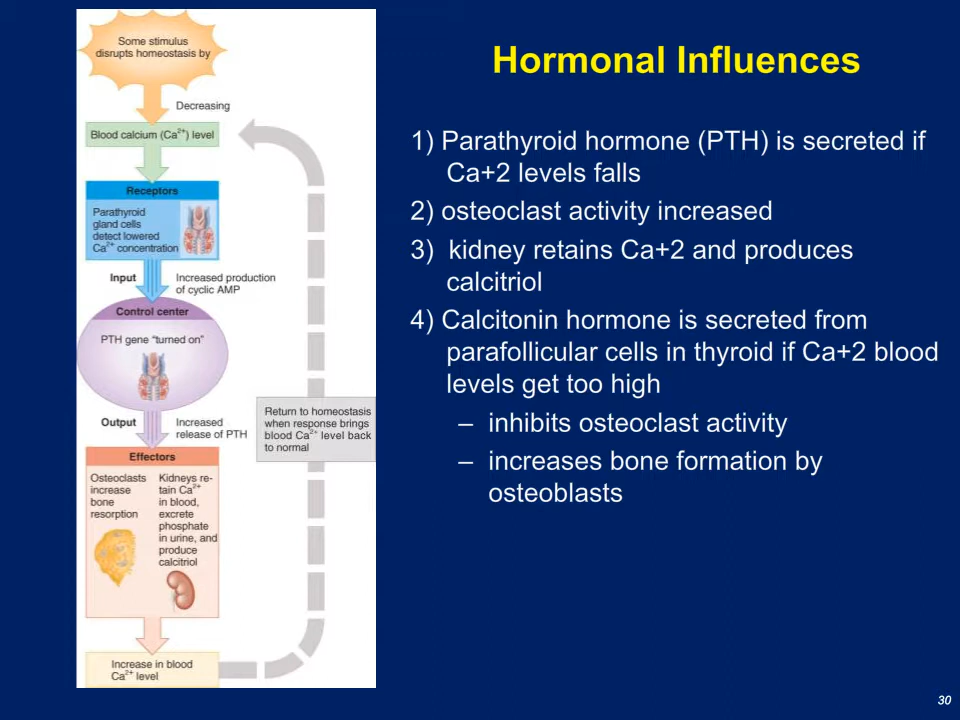 Some stimulus
disrupts homeostasis by
Decreasing
Blood calcium (Ca2+) level
Receptors
Parathyroid
gland cells
detect lowered
Ca2+ concentration
Input
Increased production
of cyclic AMP
Control center
PTH gene “turned on”
Output
Increased
release of PTH
Effectors
Osteoclasts
increase
bone
resorption
Kidneys re-
tain Ca2+
in blood,
excrete
phosphate
in urine, and
produce
calcitriol
Increase in blood
Ca2+ level
Return to homeostasis
when response brings
blood Ca2+ level back
to normal
Hormonal Influences
1) Parathyroid hormone (PTH) is secreted if
Ca+2 levels falls
2) osteoclast activity increased
3) kidney retains Ca+2 and produces
calcitriol
4) Calcitonin hormone is secreted from
parafollicular cells in thyroid if Ca+2 blood
levels get too high
– inhibits osteoclast activity
– increases bone formation by
osteoblasts
30